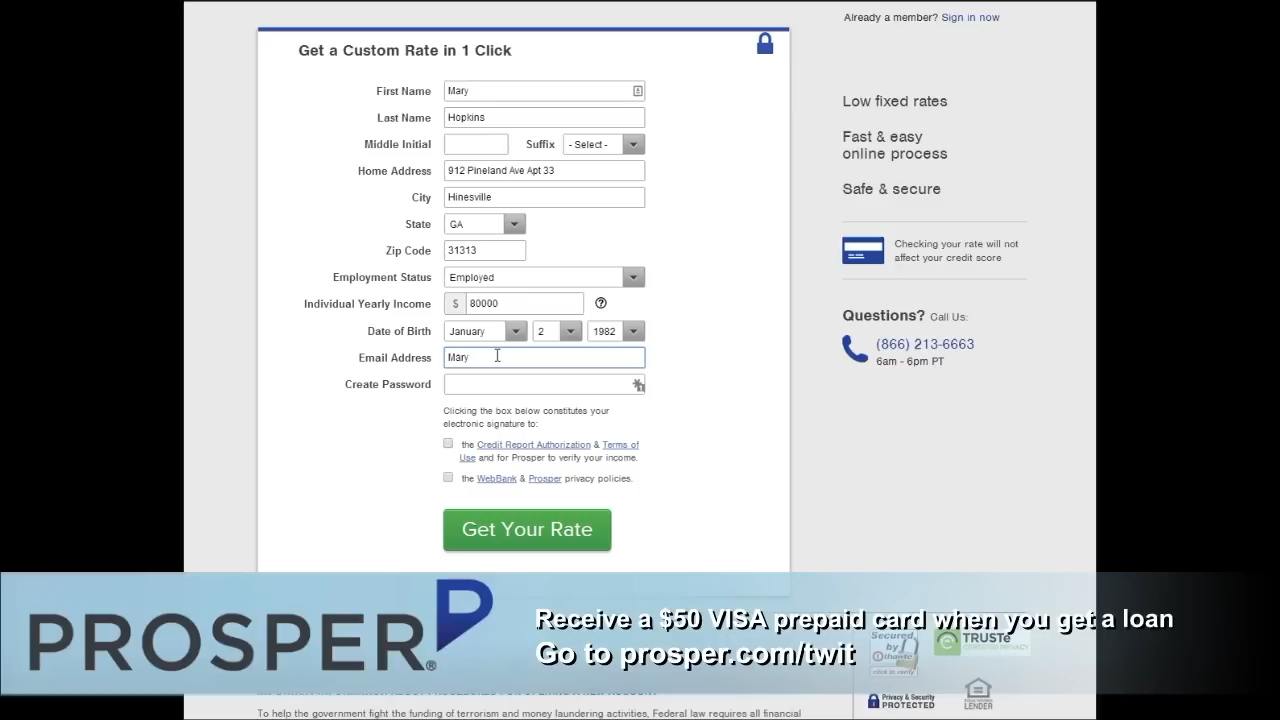 Already a member? Sign in now
Get a Custom Rate in 1 Click
First Name Mary
Last Name Hopkins
Middle Initial Suffix - Select -
Home Address 912 Pineland Ave Apt 33
City Hinesville
State GA
Zip Code 31313
Employment Status Employed
Individual Yearly Income $ 80000
Date of Birth January 2 1982
Email Address Mary
Create Password
Clicking the box below constitutes your
electronic signature to:
the Credit Report Authorization & Terms of
Use and for Prosper to verify your income.
the WebBank & Prosper privacy policies.
Get Your Rate
Low fixed rates
Fast & easy
online process
Safe & secure
Checking your rate will not
affect your credit score
Questions? Call Us:
(866) 213-6663
6am - 6pm PT
PROSPER®
Receive a $50 VISA prepaid card when you get a loan
Go to prosper.com/twit
Secured
by
thawte
click to verify
TRUSTe
Privacy & Security
PROTECTED
LENDER
To help the government fight the funding of terrorism and money laundering activities, Federal law requires all financial